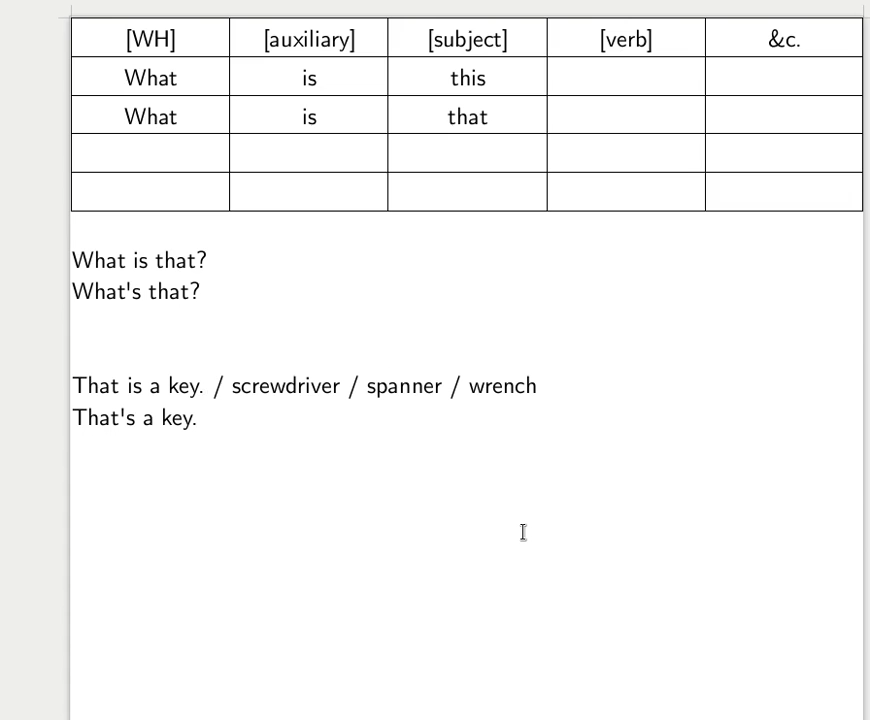 [WH] [auxiliary] [subject] [verb] &c.
What is this
What is that
What is that?
What's that?
That is a key. / screwdriver / spanner / wrench
That's a key.